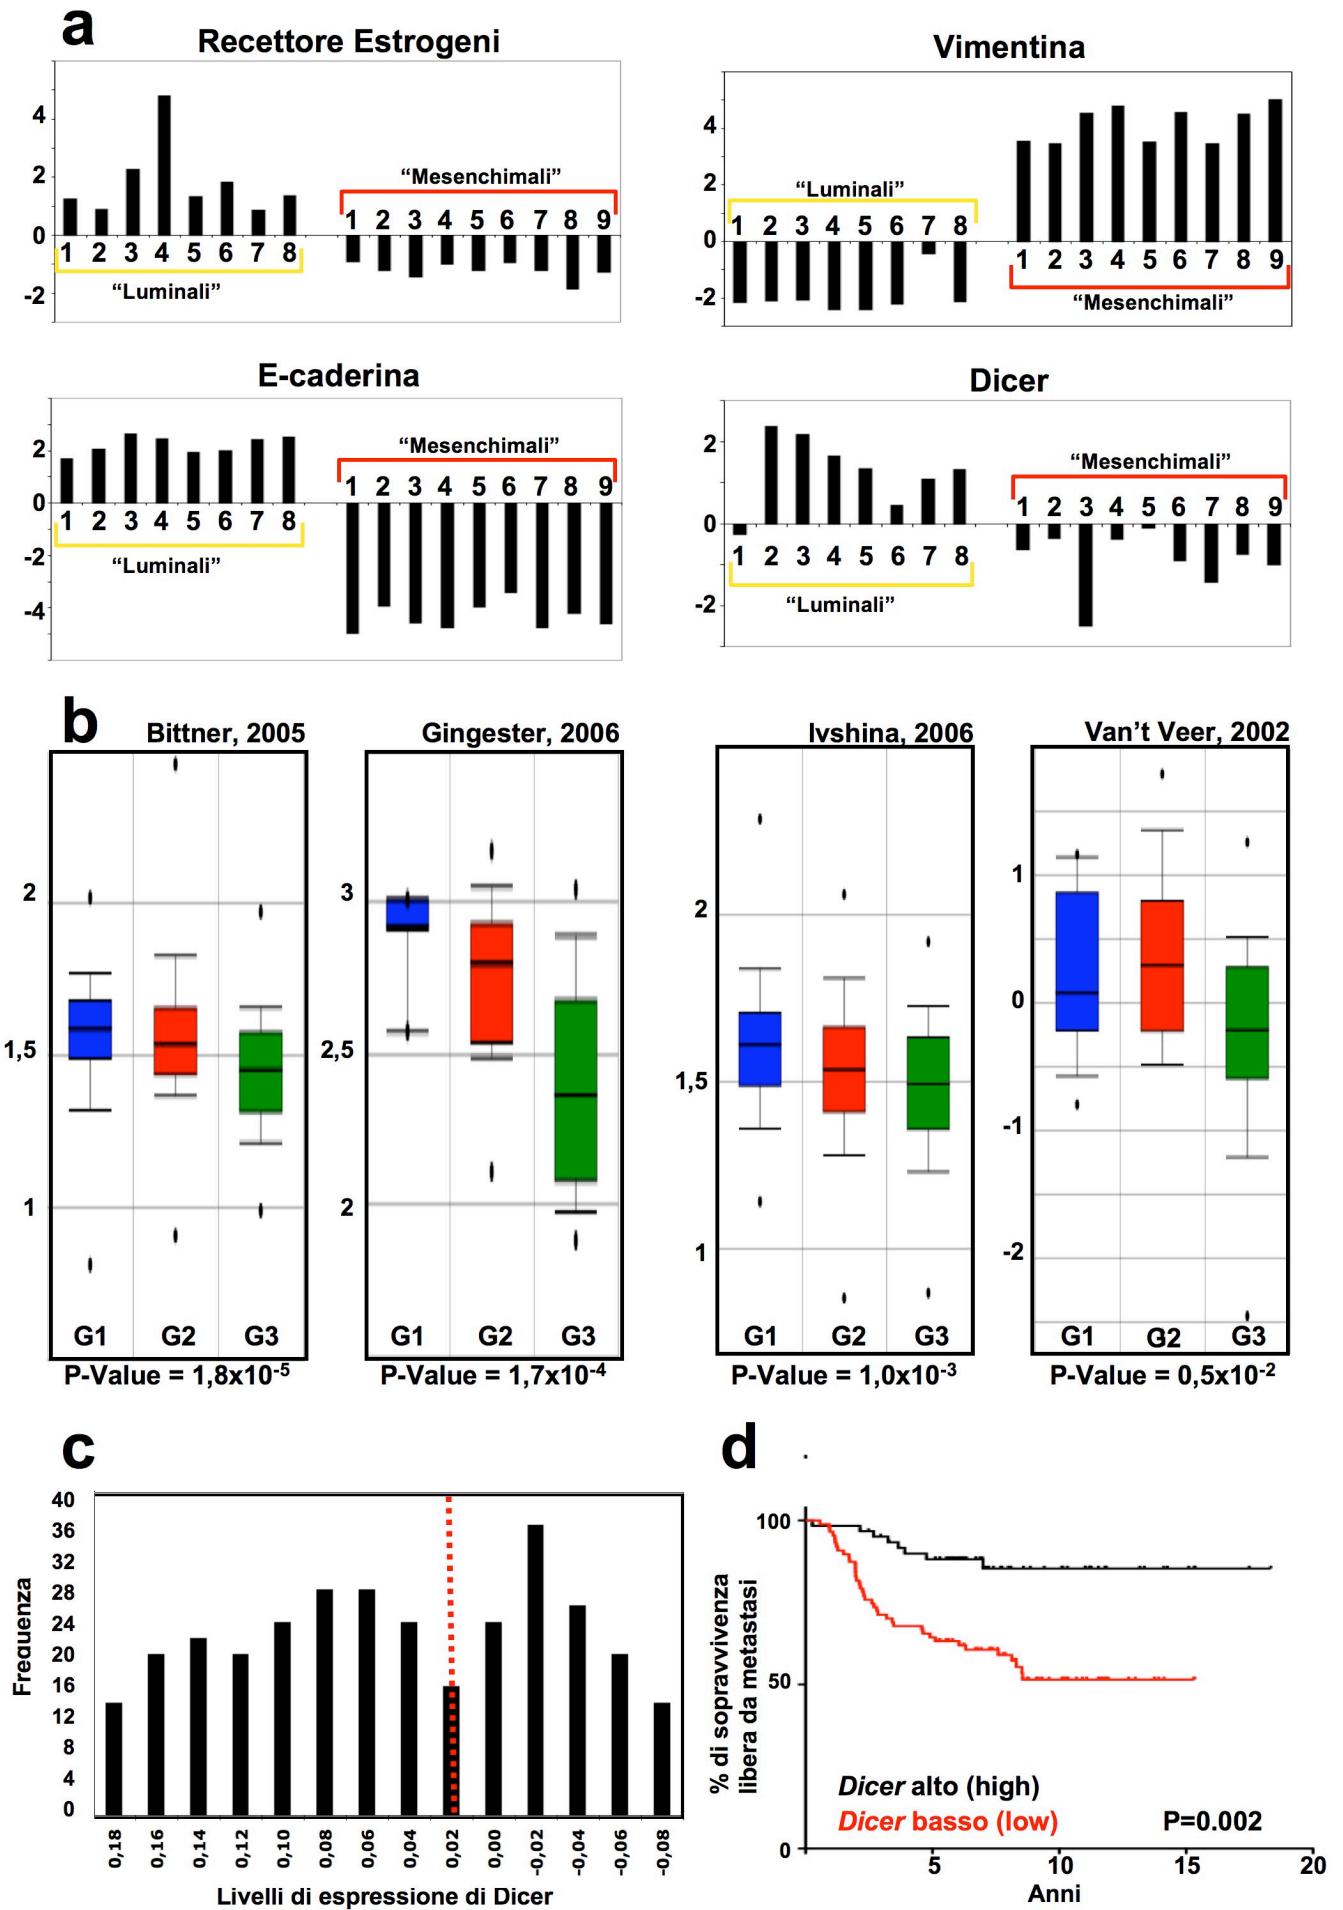 a
Recettore Estrogeni
4
2
0
-2
“Mesenchimali”
1 2 3 4 5 6 7 8 9
1 2 3 4 5 6 7 8
“Luminali”
Vimentina
4
2
0
-2
“Luminali”
1 2 3 4 5 6 7 8
1 2 3 4 5 6 7 8 9
“Mesenchimali”
E-caderina
2
0
-2
-4
“Mesenchimali”
1 2 3 4 5 6 7 8 9
1 2 3 4 5 6 7 8
“Luminali”
Dicer
2
0
-2
“Mesenchimali”
1 2 3 4 5 6 7 8 9
1 2 3 4 5 6 7 8
“Luminali”
b
Bittner, 2005
2
1,5
1
G1 G2 G3
P-Value = 1,8x10-5
Gingester, 2006
3
2,5
2
G1 G2 G3
P-Value = 1,7x10-4
Ivshina, 2006
2
1,5
1
G1 G2 G3
P-Value = 1,0x10-3
Van’t Veer, 2002
1
0
-1
-2
G1 G2 G3
P-Value = 0,5x10-2
c
Frequenza
40
36
32
28
24
20
16
12
8
4
0
0,18 0,16 0,14 0,12 0,10 0,08 0,06 0,04 0,02 0,00 -0,02 -0,04 -0,06 -0,08
Livelli di espressione di Dicer
d
% di sopravvivenza
libera da metastasi
100
50
0
Dicer alto (high)
Dicer basso (low) P=0.002
5 10 15 20
Anni